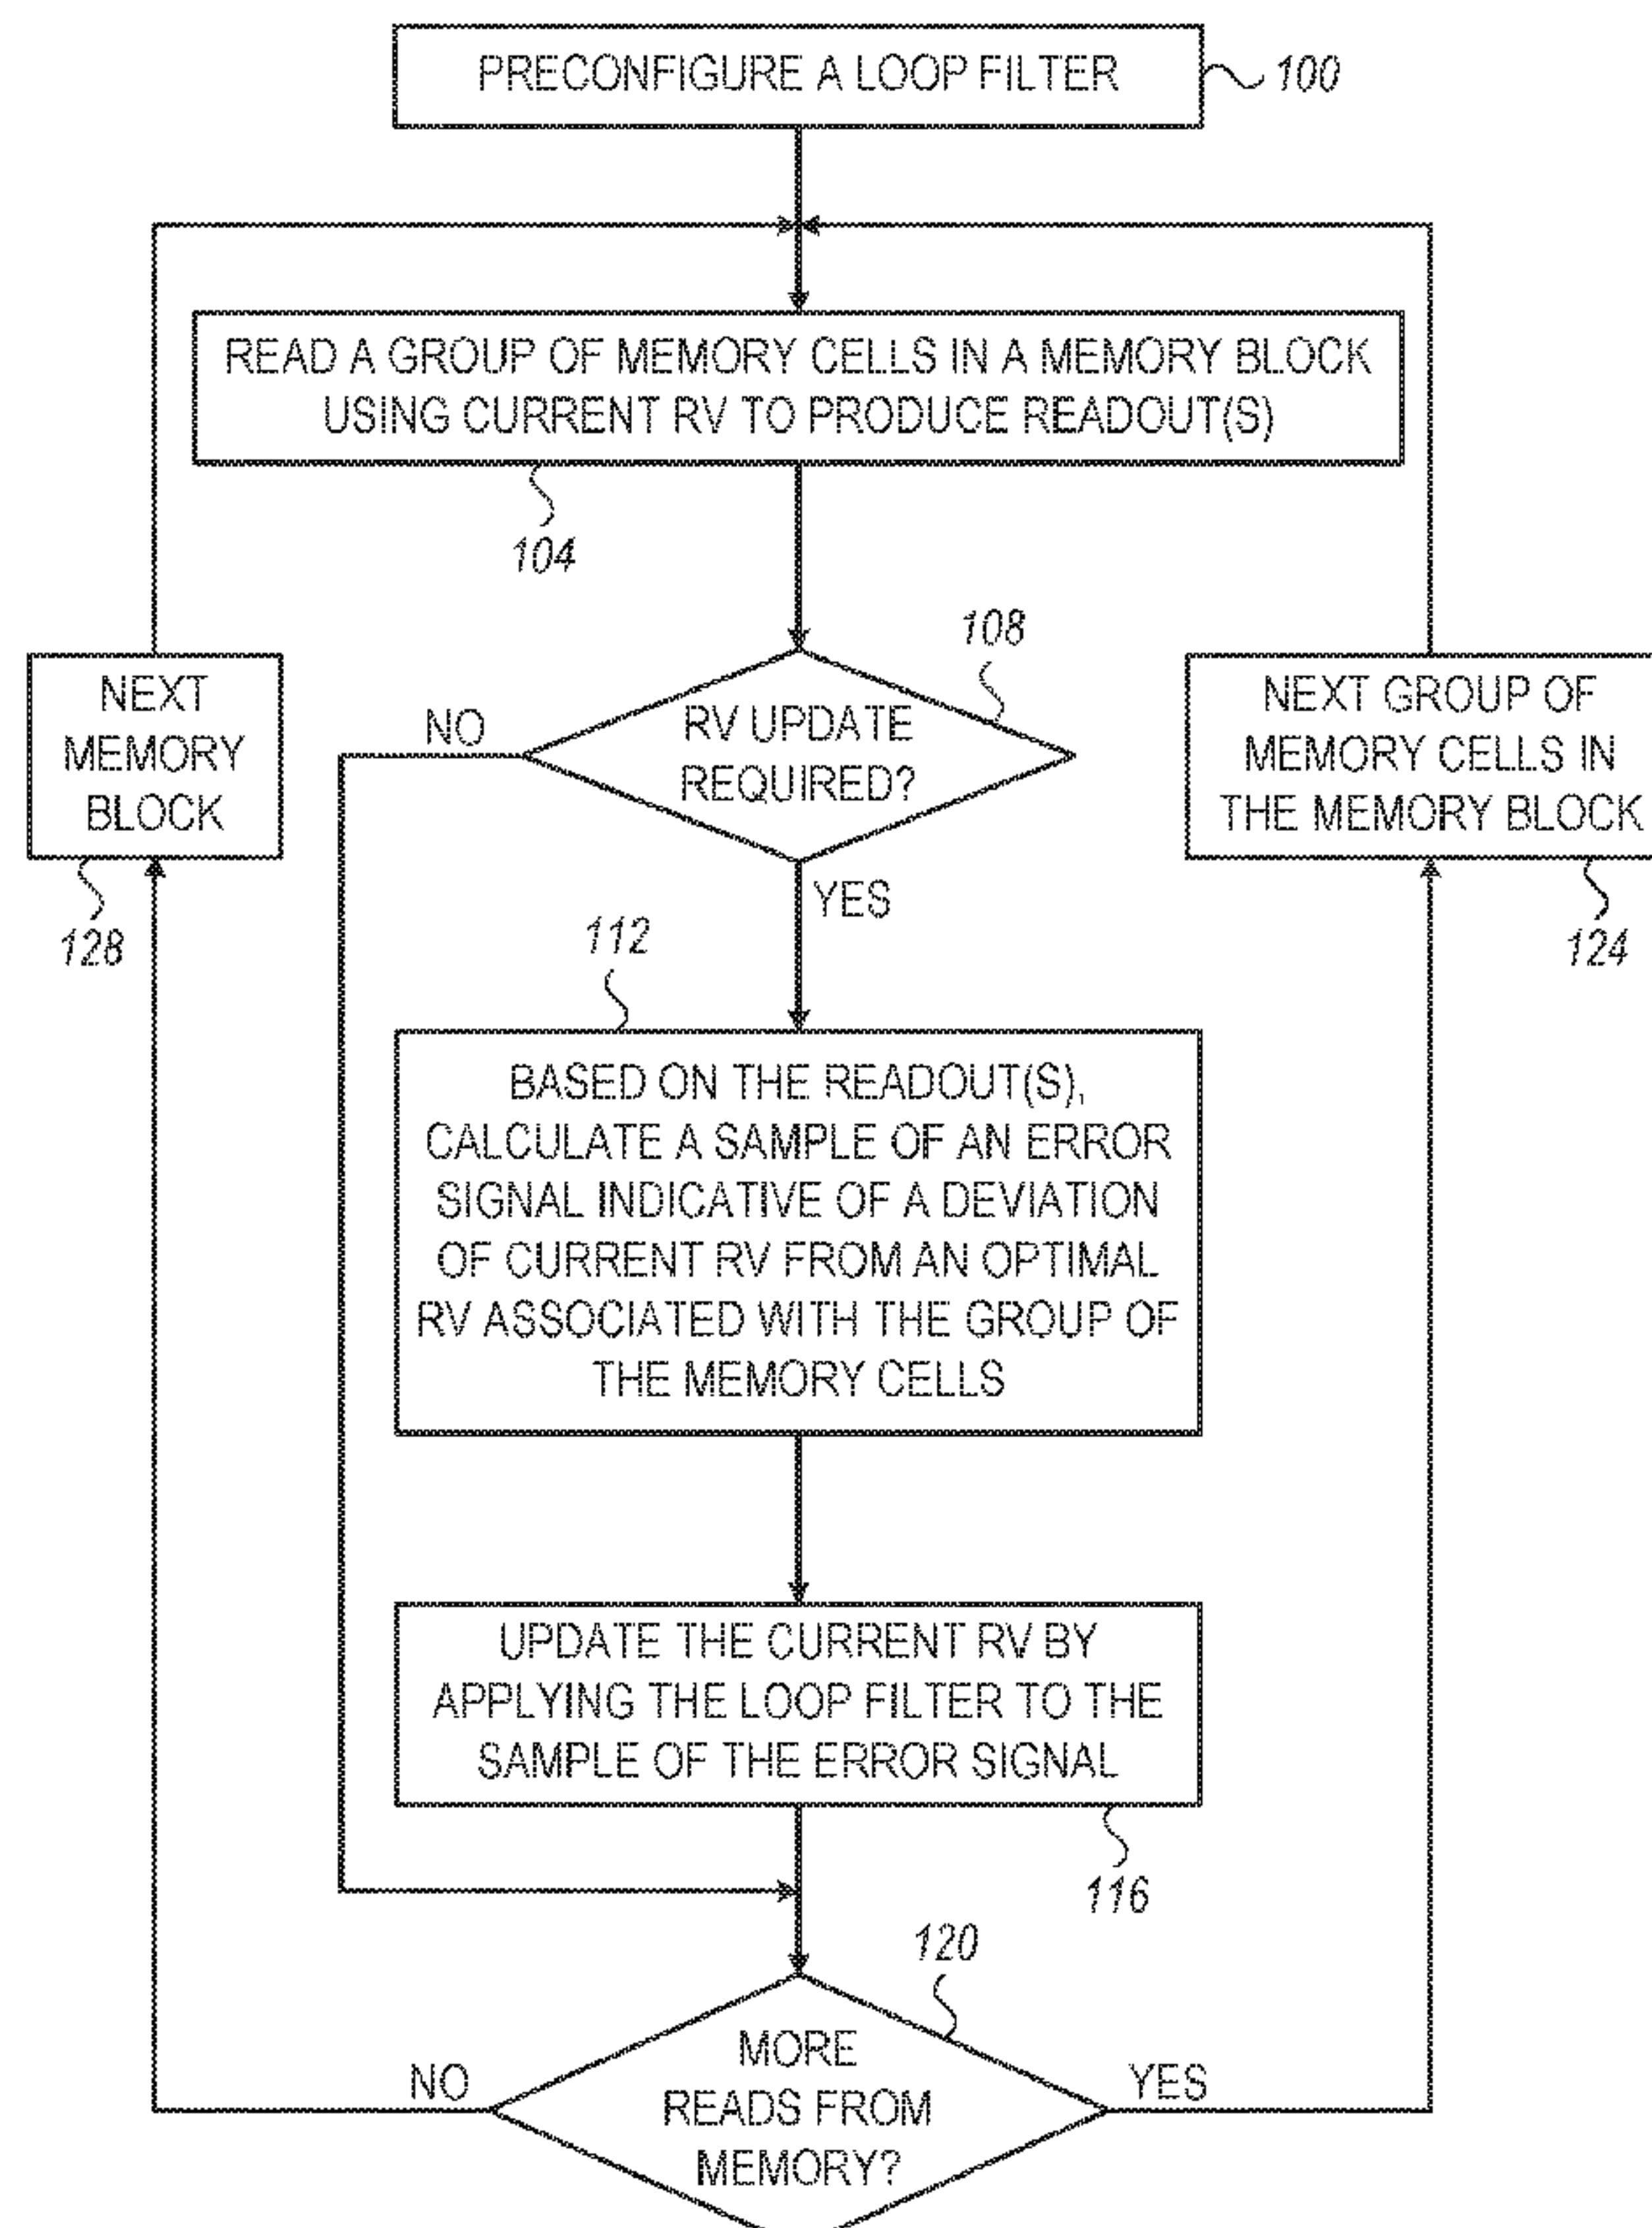 PRECONFIGURE A LOOP FILTER
100
READ A GROUP OF MEMORY CELLS IN A MEMORY BLOCK
USING CURRENT RV TO PRODUCE READOUT(S)
104
108
NEXT
MEMORY
BLOCK
128
NO
RV UPDATE
REQUIRED?
YES
NEXT GROUP OF
MEMORY CELLS IN
THE MEMORY BLOCK
124
112
BASED ON THE READOUT(S),
CALCULATE A SAMPLE OF AN ERROR
SIGNAL INDICATIVE OF A DEVIATION
OF CURRENT RV FROM AN OPTIMAL
RV ASSOCIATED WITH THE GROUP OF
THE MEMORY CELLS
UPDATE THE CURRENT RV BY
APPLYING THE LOOP FILTER TO THE
SAMPLE OF THE ERROR SIGNAL
116
120
NO
MORE
READS FROM
MEMORY?
YES